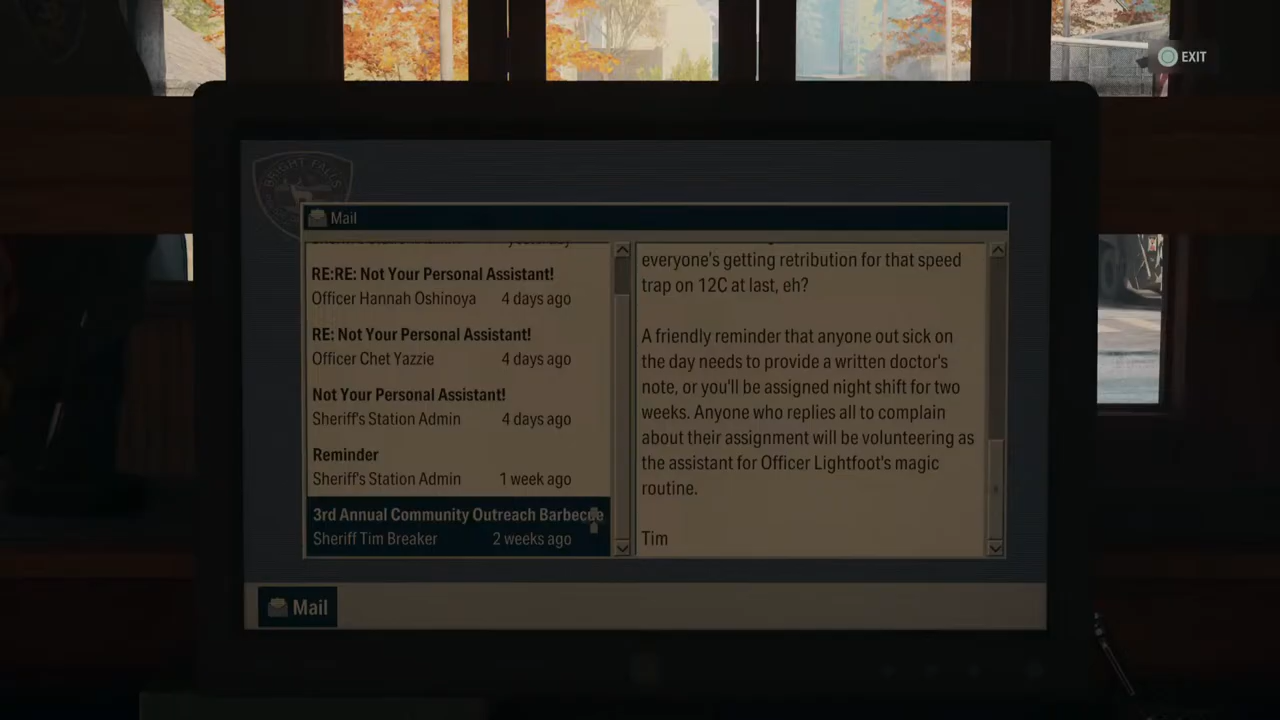 EXIT
BRIGHT FALLS
Mail
RE:RE: Not Your Personal Assistant!
Officer Hannah Oshinoya 4 days ago
RE: Not Your Personal Assistant!
Officer Chet Yazzie 4 days ago
Not Your Personal Assistant!
Sheriff's Station Admin 4 days ago
Reminder
Sheriff's Station Admin 1 week ago
3rd Annual Community Outreach Barbecue
Sheriff Tim Breaker 2 weeks ago
everyone's getting retribution for that speed
trap on 12C at last, eh?
A friendly reminder that anyone out sick on
the day needs to provide a written doctor's
note, or you'll be assigned night shift for two
weeks. Anyone who replies all to complain
about their assignment will be volunteering as
the assistant for Officer Lightfoot's magic
routine.
Tim
Mail